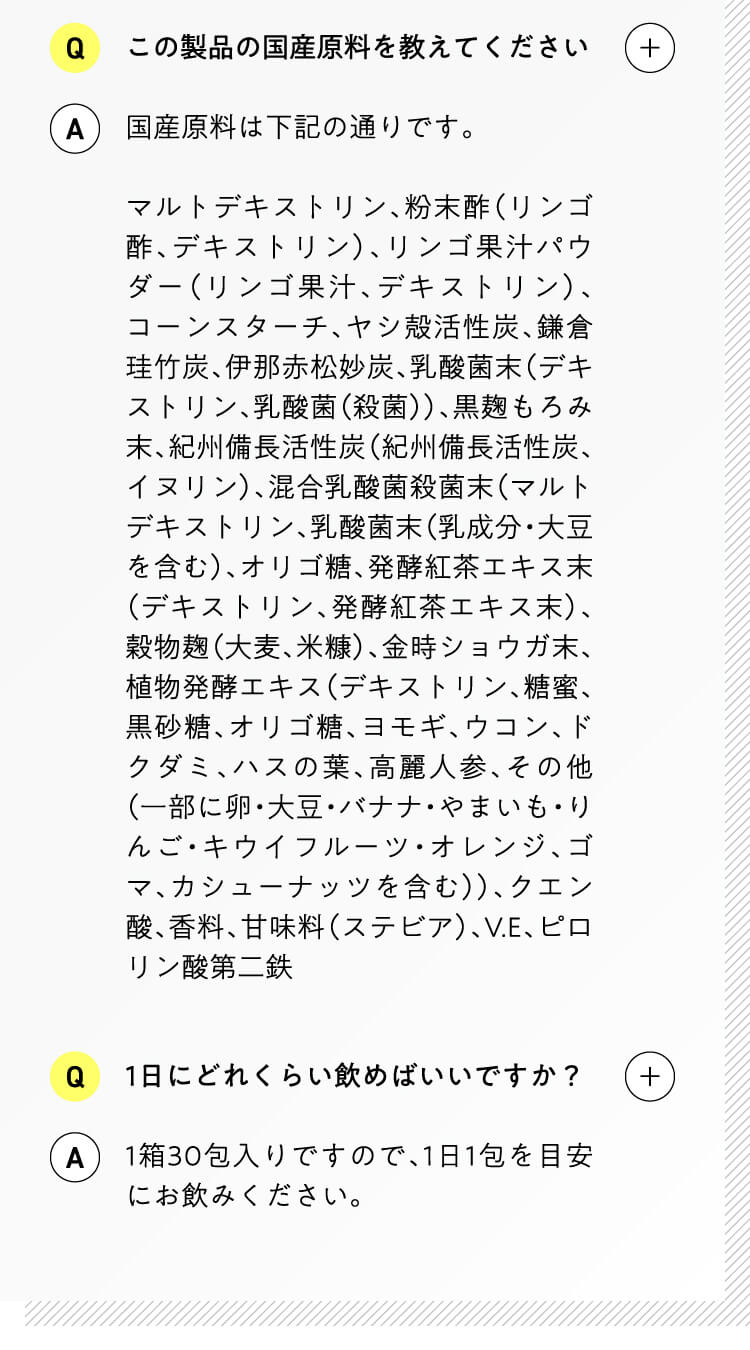 Q この製品の国産原料を教えてください
A 国産原料は下記の通りです。
マルトデキストリン、粉末酢(リンゴ
酢、デキストリン)、リンゴ果汁パウ
ダー(リンゴ果汁、デキストリン)、
コーンスターチ、ヤシ殻活性炭、鎌倉
珪竹炭、伊那赤松妙炭、乳酸菌末(デキ
ストリン、乳酸菌(殺菌))、黒麹もろみ
末、紀州備長活性炭(紀州備長活性炭、
イヌリン)、混合乳酸菌殺菌末(マルト
デキストリン、乳酸菌末(乳成分・大豆
を含む)、オリゴ糖、発酵紅茶エキス末
(デキストリン、発酵紅茶エキス末)、
穀物麹(大麦、米糠)、金時ショウガ末、
植物発酵エキス(デキストリン、糖蜜、
黒砂糖、オリゴ糖、ヨモギ、ウコン、ド
クダミ、ハスの葉、高麗人参、その他
(一部に卵・大豆・バナナ・やまいも・り
んご・キウイフルーツ・オレンジ、ゴ
マ、カシューナッツを含む))、クエン
酸、香料、甘味料(ステビア)、V.E、ピロ
リン酸第二鉄
Q 1日にどれくらい飲めばいいですか？
A 1箱30包入りですので、1日1包を目安
にお飲みください。